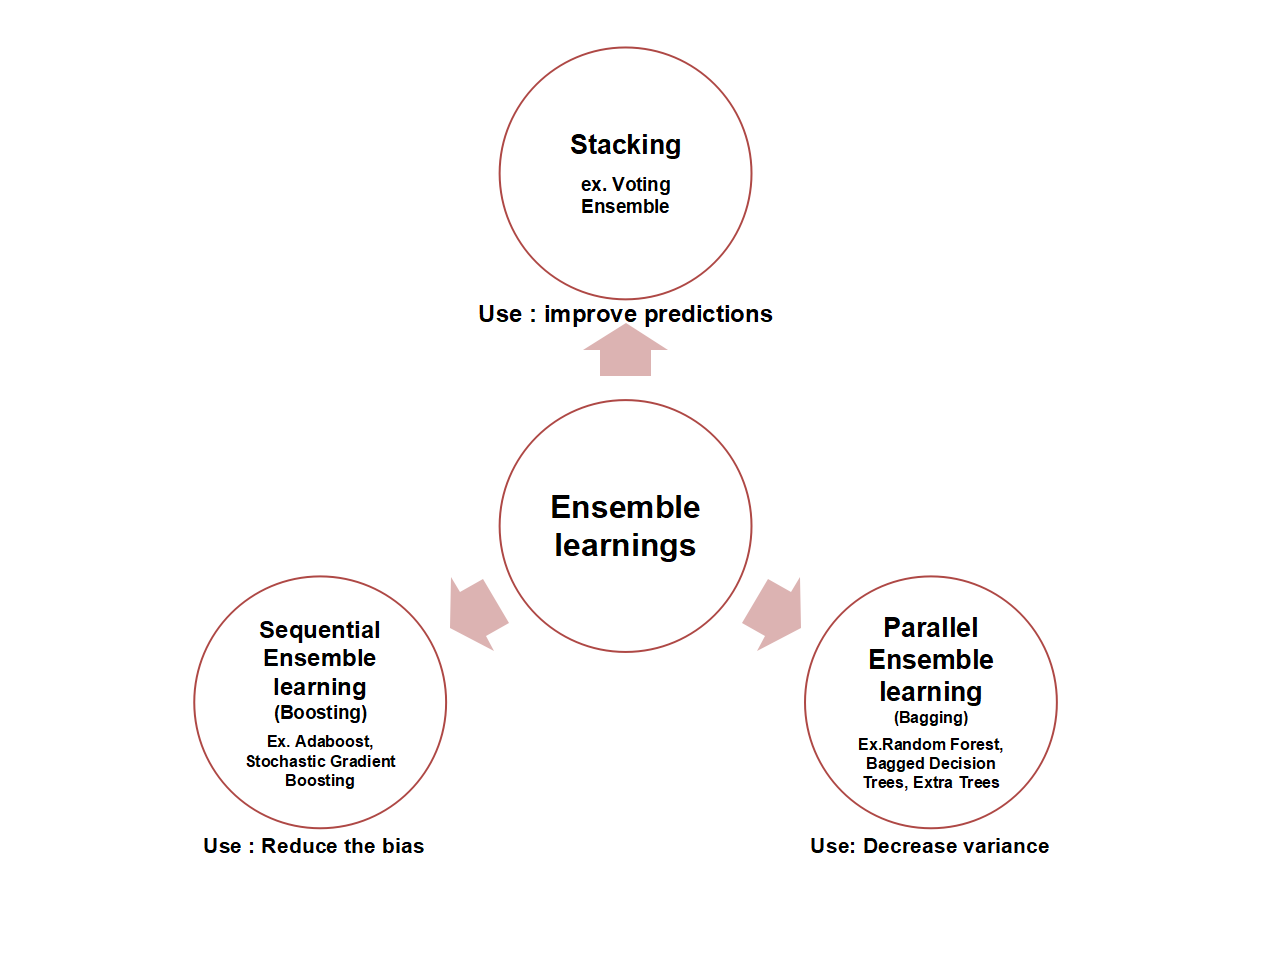 Stacking
ex. Voting
Ensemble
Use : improve predictions
Ensemble
learnings
Sequential
Ensemble
learning
(Boosting)
Ex. Adaboost,
Stochastic Gradient
Boosting
Use : Reduce the bias
Parallel
Ensemble
learning
(Bagging)
Ex.Random Forest,
Bagged Decision
Trees, Extra Trees
Use: Decrease variance